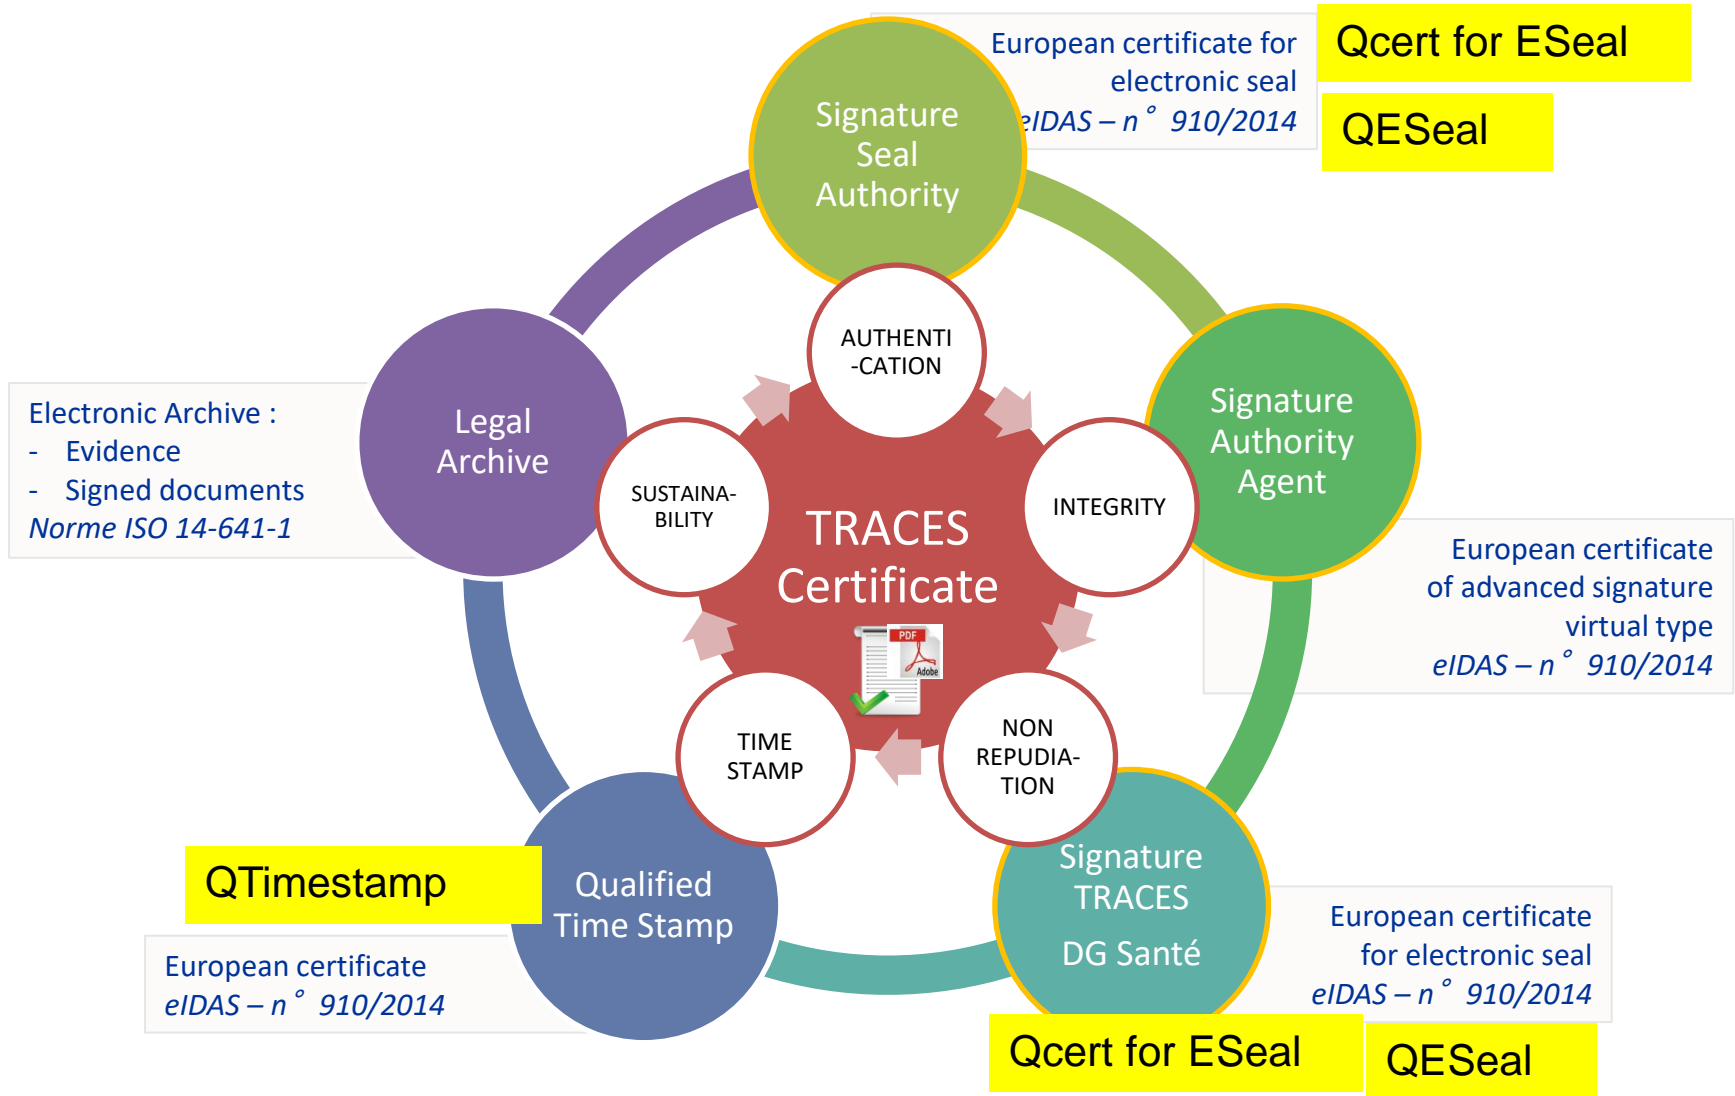 European certificate for
electronic seal
eIDAS – n° 910/2014
Qcert for ESeal
QESeal
Signature
Seal
Authority
AUTHENTI
-CATION
Signature
Authority
Agent
INTEGRITY
European certificate
of advanced signature
virtual type
eIDAS – n° 910/2014
Legal
Archive
Electronic Archive :
- Evidence
- Signed documents
Norme ISO 14-641-1
SUSTAINA-
BILITY
TRACES
Certificate
PDF
Adobe
TIME
STAMP
NON
REPUDIA-
TION
QTimestamp
Qualified
Time Stamp
European certificate
eIDAS – n° 910/2014
Signature
TRACES
DG Santé
European certificate
for electronic seal
eIDAS – n° 910/2014
Qcert for ESeal
QESeal